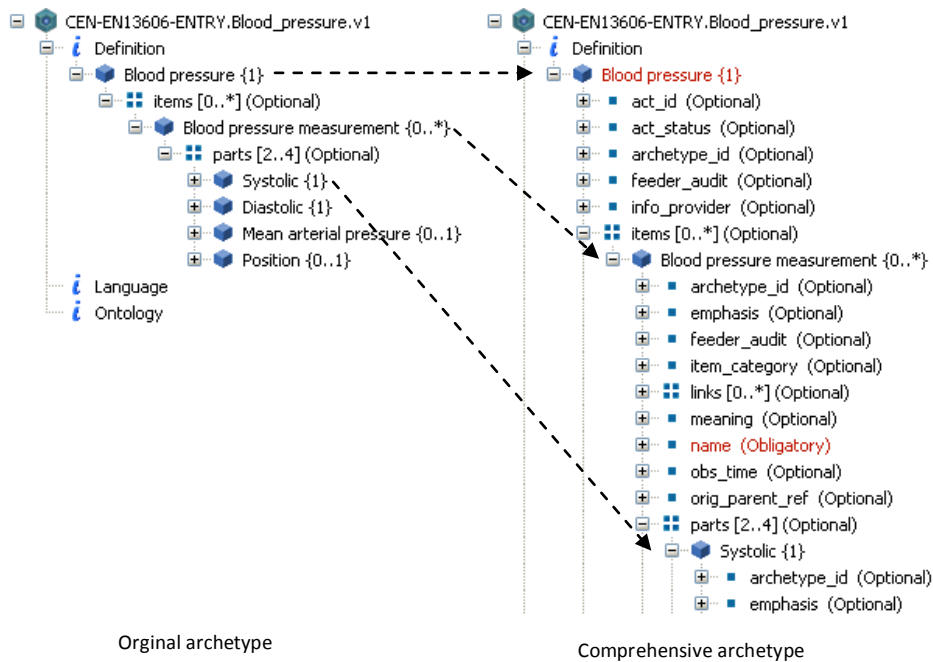 CEN-EN13606-ENTRY.Blood_pressure.v1
Definition
Blood pressure {1}
items [0..*] (Optional)
Blood pressure measurement {0..*}
parts [2..4] (Optional)
Systolic {1}
Diastolic {1}
Mean arterial pressure {0..1}
Position {0..1}
Language
Ontology
Orginal archetype
CEN-EN13606-ENTRY.Blood_pressure.v1
Definition
Blood pressure {1}
act_id (Optional)
act_status (Optional)
archetype_id (Optional)
feeder_audit (Optional)
info_provider (Optional)
items [0..*] (Optional)
Blood pressure measurement {0..*}
archetype_id (Optional)
emphasis (Optional)
feeder_audit (Optional)
item_category (Optional)
links [0..*] (Optional)
meaning (Optional)
name (Obligatory)
obs_time (Optional)
orig_parent_ref (Optional)
parts [2..4] (Optional)
Systolic {1}
archetype_id (Optional)
emphasis (Optional)
Comprehensive archetype